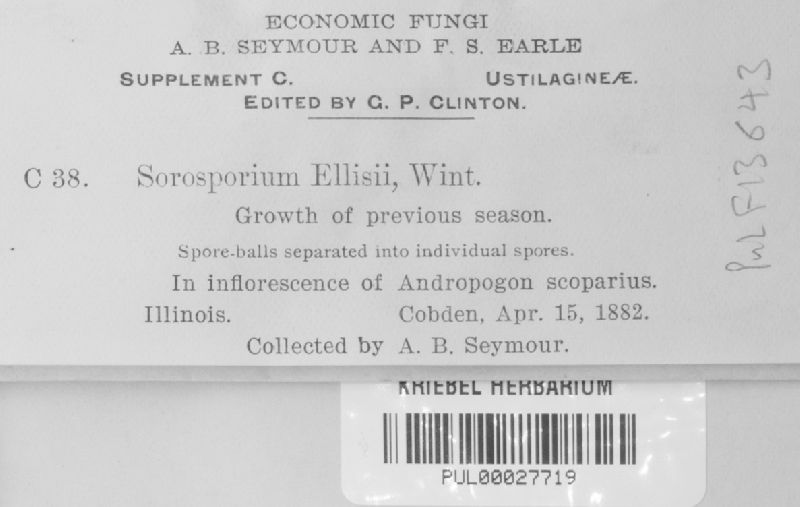 ECONOMIC FUNGI
A. B. SEYMOUR AND F. S. EARLE
SUPPLEMENT C. USTILAGINEÆ.
EDITED BY G. P. CLINTON.
C 38. Sorosporium Ellisii, Wint.
Growth of previous season.
Spore-balls separated into individual spores.
In inflorescence of Andropogon scoparius.
Illinois. Cobden, Apr. 15, 1882.
Collected by A. B. Seymour.
PUL F13643
KRIEBEL HERBARIUM
PUL00027719